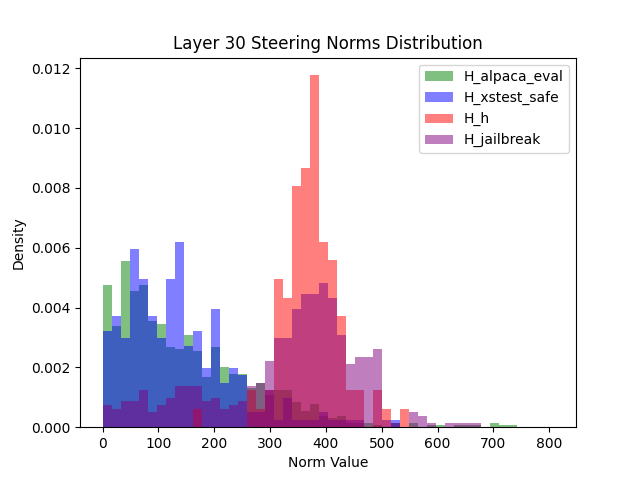 Layer 30 Steering Norms Distribution
H_alpaca_eval
H_xstest_safe
H_h
H_jailbreak
0.012
0.010
0.008
0.006
0.004
0.002
0.000
Density
0 100 200 300 400 500 600 700 800
Norm Value